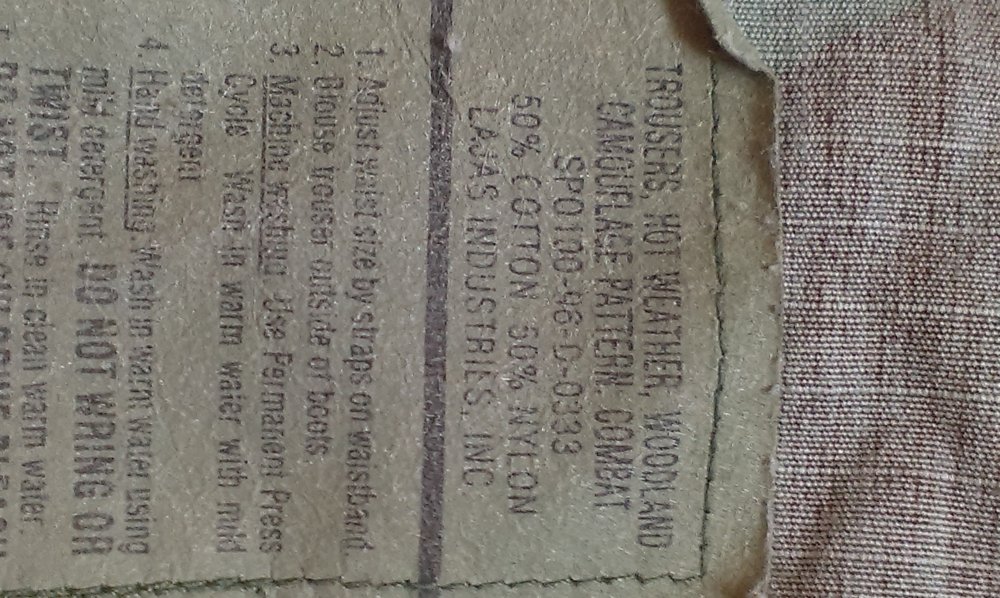 TROUSERS, HOT WEATHER, WOODLAND
CAMOUFLAGE PATTERN, COMBAT
SPO100-96-D-0333
50% COTTON 50% NYLON
LAJAS INDUSTRIES, INC
1. Adjust waist size by straps on waistband.
2. Blouse trouser outside of boots
3. Machine washing Use Permanent Press
Cycle Wash in warm water with mild
detergent
4. Hand washing. Wash in warm water using
mild detergent DO NOT WRING OR
TWIST. Rinse in clean warm water